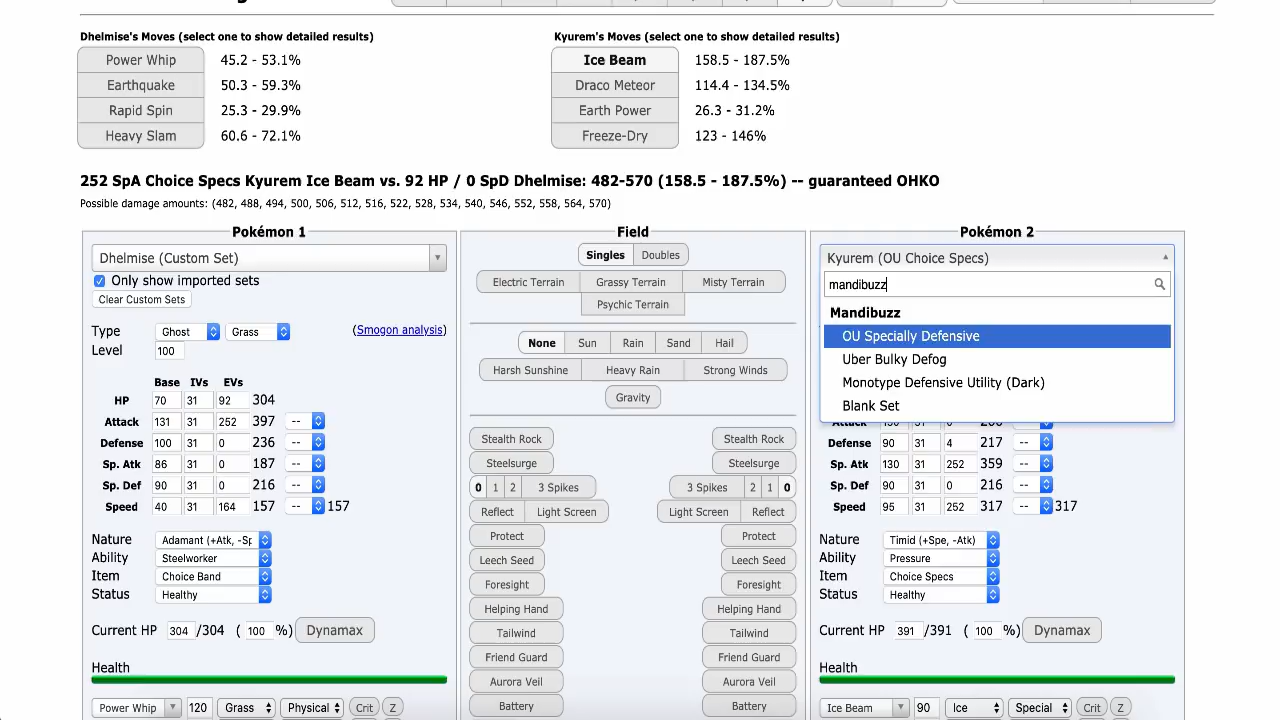 Dhelmise's Moves (select one to show detailed results)
Kyurem's Moves (select one to show detailed results)
Power Whip 45.2 - 53.1%
Ice Beam 158.5 - 187.5%
Earthquake 50.3 - 59.3%
Draco Meteor 114.4 - 134.5%
Rapid Spin 25.3 - 29.9%
Earth Power 26.3 - 31.2%
Heavy Slam 60.6 - 72.1%
Freeze-Dry 123 - 146%
252 SpA Choice Specs Kyurem Ice Beam vs. 92 HP / 0 SpD Dhelmise: 482-570 (158.5 - 187.5%) -- guaranteed OHKO
Possible damage amounts: (482, 488, 494, 500, 506, 512, 516, 522, 528, 534, 540, 546, 552, 558, 564, 570)
Pokémon 1
Dhelmise (Custom Set)
Only show imported sets
Clear Custom Sets
Type Ghost Grass (Smogon analysis)
Level 100
Base IVs EVs
HP 70 31 92 304
Attack 131 31 252 397 --
Defense 100 31 0 236 --
Sp. Atk 86 31 0 187 --
Sp. Def 90 31 0 216 --
Speed 40 31 164 157 -- 157
Nature Adamant (+Atk, -Sp
Ability Steelworker
Item Choice Band
Status Healthy
Current HP 304 /304 ( 100 %) Dynamax
Health
Power Whip 120 Grass Physical Crit Z
Field
Singles Doubles
Electric Terrain Grassy Terrain Misty Terrain
Psychic Terrain
None Sun Rain Sand Hail
Harsh Sunshine Heavy Rain Strong Winds
Gravity
Stealth Rock Stealth Rock
Steelsurge Steelsurge
0 1 2 3 Spikes 3 Spikes 2 1 0
Reflect Light Screen Light Screen Reflect
Protect Protect
Leech Seed Leech Seed
Foresight Foresight
Helping Hand Helping Hand
Tailwind Tailwind
Friend Guard Friend Guard
Aurora Veil Aurora Veil
Battery Battery
Pokémon 2
Kyurem (OU Choice Specs)
mandibuzz
Mandibuzz
OU Specially Defensive
Uber Bulky Defog
Monotype Defensive Utility (Dark)
Blank Set
Defense 90 31 4 217 --
Sp. Atk 130 31 252 359 --
Sp. Def 90 31 0 216 --
Speed 95 31 252 317 -- 317
Nature Timid (+Spe, -Atk)
Ability Pressure
Item Choice Specs
Status Healthy
Current HP 391 /391 ( 100 %) Dynamax
Health
Ice Beam 90 Ice Special Crit Z